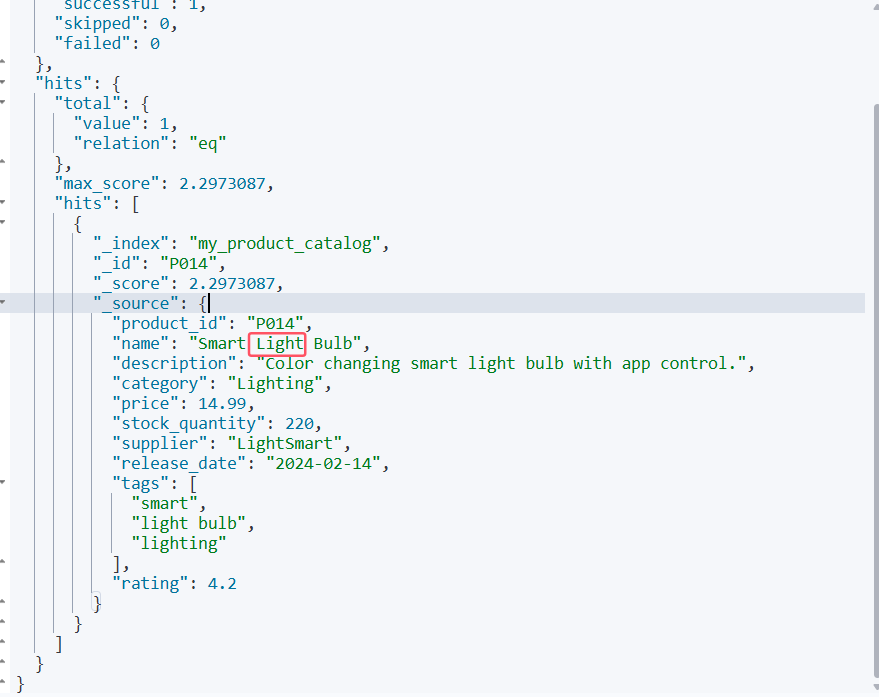 "successful": 1,
"skipped": 0,
"failed": 0
},
"hits": {
"total": {
"value": 1,
"relation": "eq"
},
"max_score": 2.2973087,
"hits": [
{
"_index": "my_product_catalog",
"_id": "P014",
"_score": 2.2973087,
"_source": {
"product_id": "P014",
"name": "Smart Light Bulb",
"description": "Color changing smart light bulb with app control.",
"category": "Lighting",
"price": 14.99,
"stock_quantity": 220,
"supplier": "LightSmart",
"release_date": "2024-02-14",
"tags": [
"smart",
"light bulb",
"lighting"
],
"rating": 4.2
}
}
]
}
}